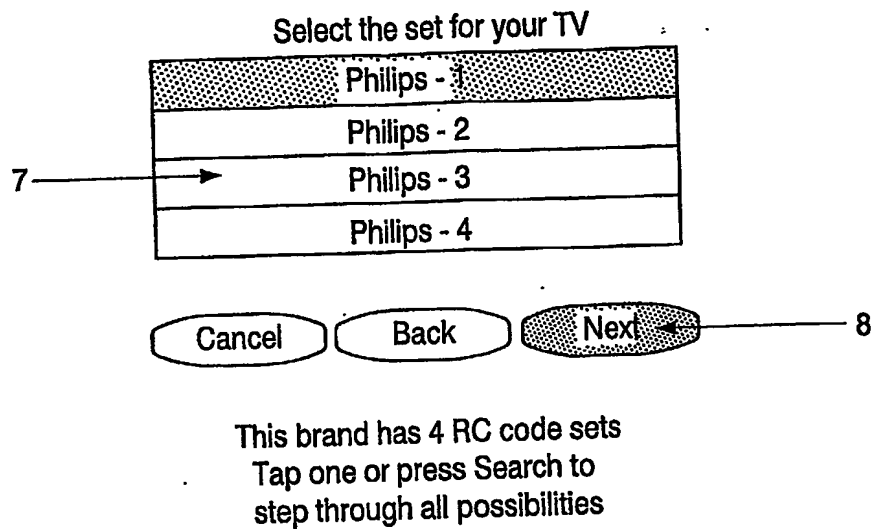 Select the set for your TV
Philips - 1
Philips - 2
7
Philips - 3
Philips - 4
Cancel
Back
Next
8
This brand has 4 RC code sets
Tap one or press Search to
step through all possibilities